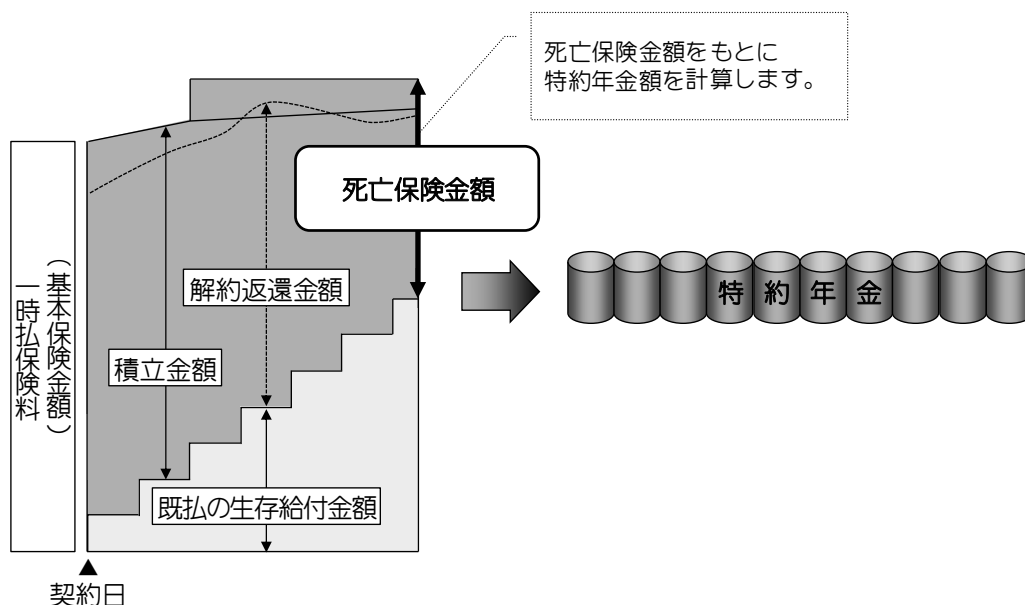 死亡保険金額をもとに
特約年金額を計算します。
死亡保険金額
一時払保険料
(基本保険金額)
解約返還金額
積立金額
既払の生存給付金額
特約年金
▲
契約日